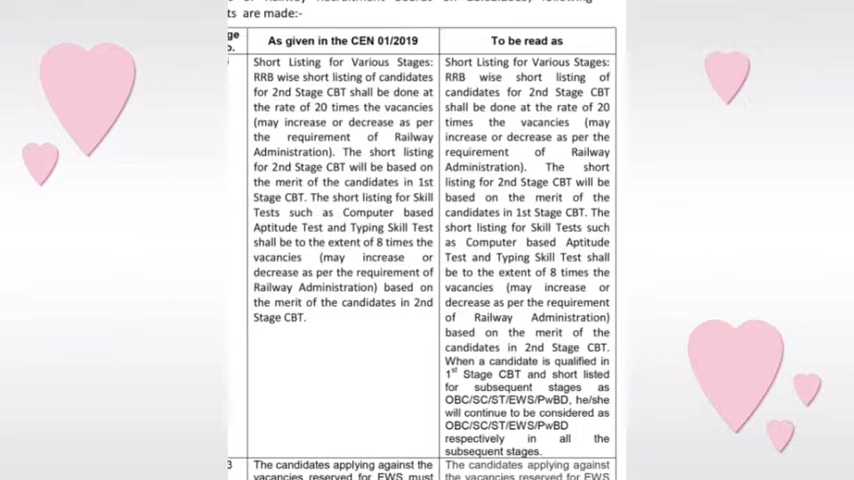 ts are made:-
ge
o.
As given in the CEN 01/2019
To be read as
Short Listing for Various Stages:
RRB wise short listing of candidates
for 2nd Stage CBT shall be done at
the rate of 20 times the vacancies
(may increase or decrease as per
the requirement of Railway
Administration). The short listing
for 2nd Stage CBT will be based on
the merit of the candidates in 1st
Stage CBT. The short listing for Skill
Tests such as Computer based
Aptitude Test and Typing Skill Test
shall be to the extent of 8 times the
vacancies (may increase or
decrease as per the requirement of
Railway Administration) based on
the merit of the candidates in 2nd
Stage CBT.
Short Listing for Various Stages:
RRB wise short listing of
candidates for 2nd Stage CBT
shall be done at the rate of 20
times the vacancies (may
increase or decrease as per the
requirement of Railway
Administration). The short
listing for 2nd Stage CBT will be
based on the merit of the
candidates in 1st Stage CBT. The
short listing for Skill Tests such
as Computer based Aptitude
Test and Typing Skill Test shall
be to the extent of 8 times the
vacancies (may increase or
decrease as per the requirement
of Railway Administration)
based on the merit of the
candidates in 2nd Stage CBT.
When a candidate is qualified in
1st Stage CBT and short listed
for subsequent stages as
OBC/SC/ST/EWS/PwBD, he/she
will continue to be considered as
OBC/SC/ST/EWS/PwBD
respectively in all the
subsequent stages.
3
The candidates applying against the
vacancies reserved for EWS must
The candidates applying against
the vacancies reserved for EWS